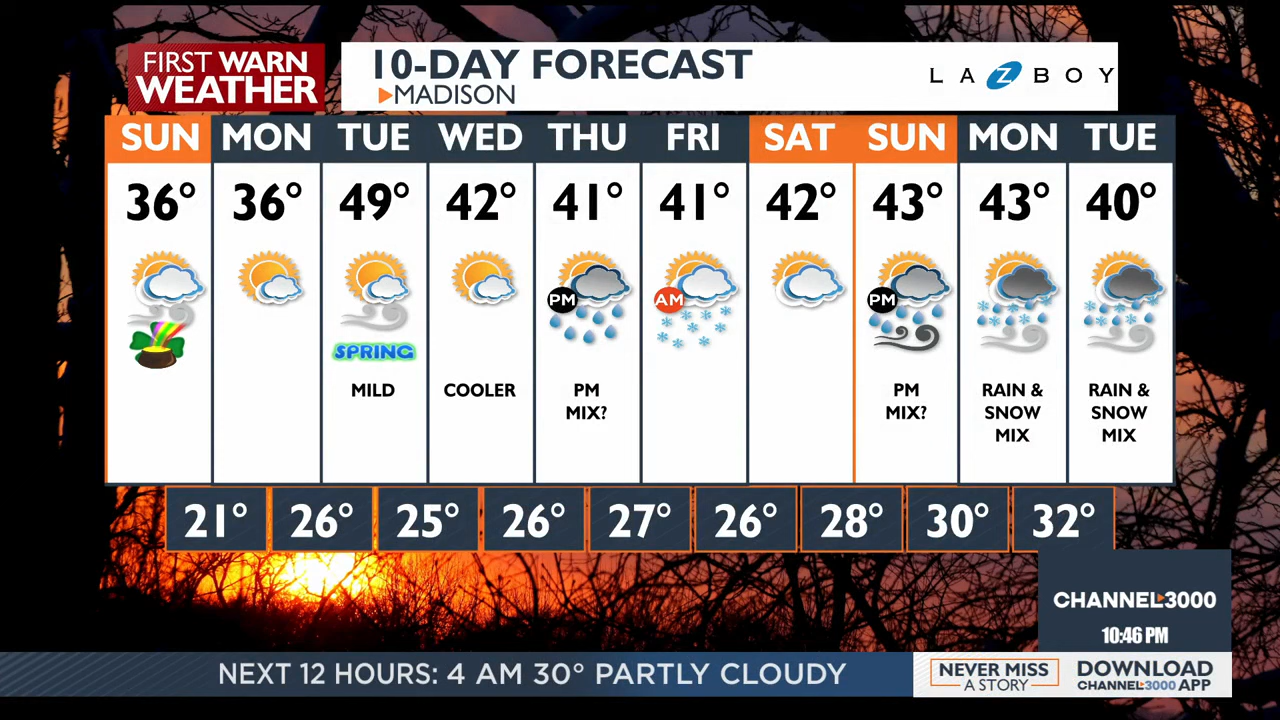 FIRST WARN
WEATHER
10-DAY FORECAST
MADISON
LA Z BOY
SUN MON TUE WED THU FRI SAT SUN MON TUE
36° 36° 49° 42° 41° 41° 42° 43° 43° 40°
PM AM PM
SPRING
MILD COOLER PM MIX? PM MIX? RAIN & SNOW MIX RAIN & SNOW MIX
21° 26° 25° 26° 27° 26° 28° 30° 32°
CHANNEL3000
10:46 PM
NEXT 12 HOURS: 4 AM 30° PARTLY CLOUDY
NEVER MISS
A STORY
DOWNLOAD
CHANNEL3000 APP